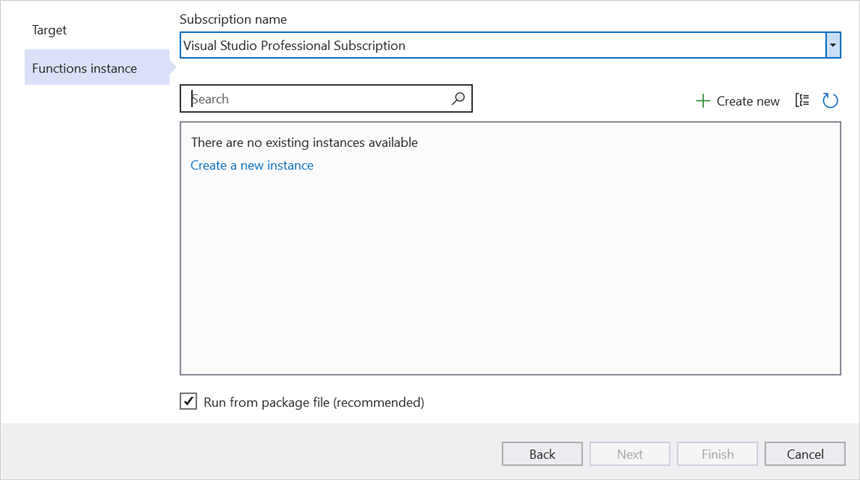 Target
Functions instance
Subscription name
Visual Studio Professional Subscription
Search
Create new
There are no existing instances available
Create a new instance
Run from package file (recommended)
Back
Next
Finish
Cancel